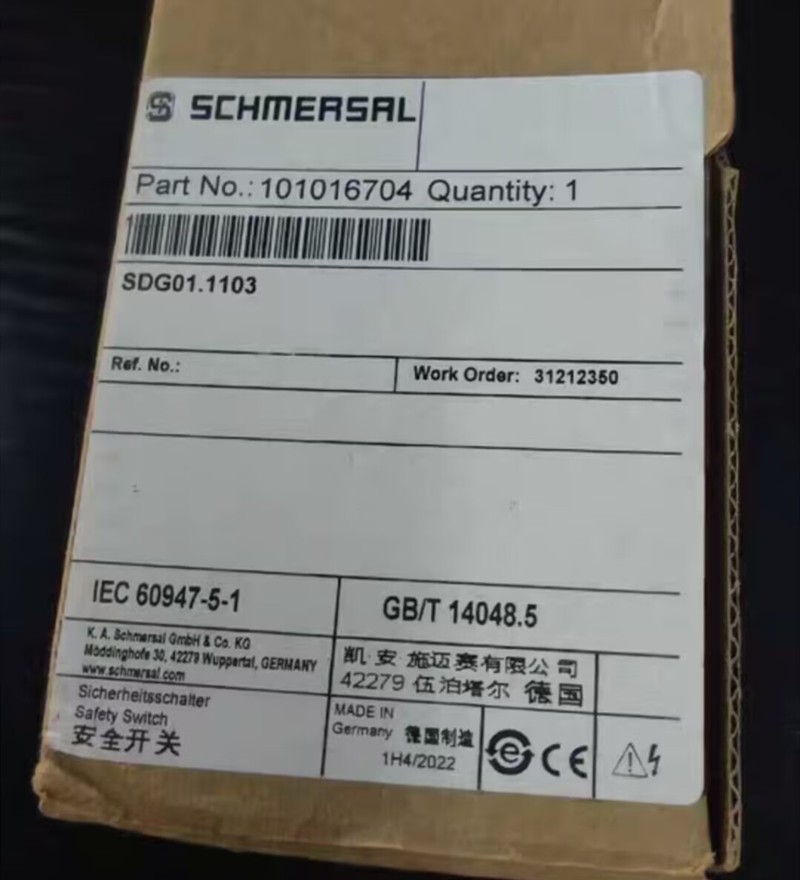 SCHMERSAL
Part No.: 101016704 Quantity: 1
SDG01.1103
Ref. No.:
Work Order: 31212350
IEC 60947-5-1
GB/T 14048.5
K. A. Schmersal GmbH & Co. KG
Möddinghofe 30, 42279 Wuppertal, GERMANY
www.schmersal.com
凯·安·施迈赛有限公司
42279 伍泊塔尔 德国
Sicherheitsschalter
Safety Switch
安全开关
MADE IN
Germany 德国制造
1H4/2022
e CE